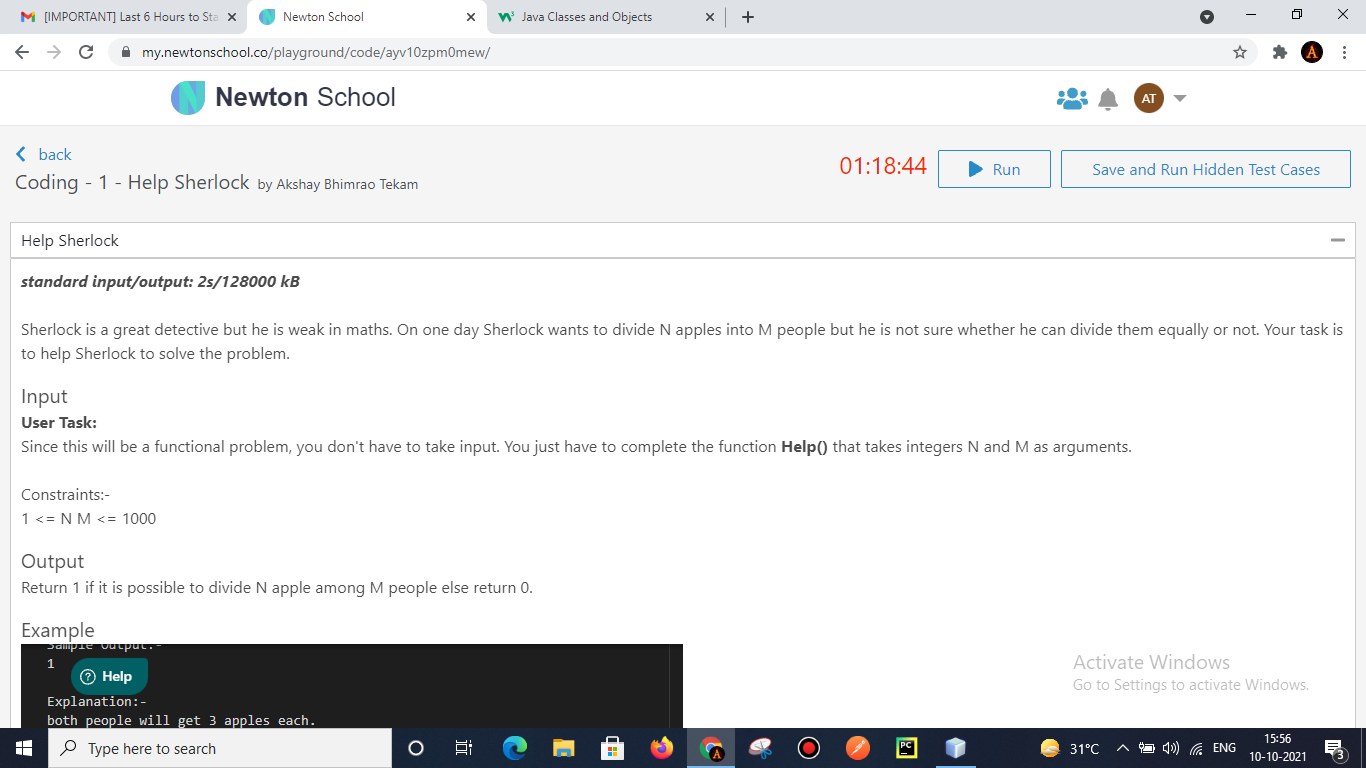 [IMPORTANT] Last 6 Hours to Sta
Newton School
Java Classes and Objects
my.newtonschool.co/playground/code/ayv10zpm0mew/
A
Newton School
AT
back
Coding - 1 - Help Sherlock by Akshay Bhimrao Tekam
01:18:44
Run
Save and Run Hidden Test Cases
Help Sherlock
standard input/output: 2s/128000 kB
Sherlock is a great detective but he is weak in maths. On one day Sherlock wants to divide N apples into M people but he is not sure whether he can divide them equally or not. Your task is
to help Sherlock to solve the problem.
Input
User Task:
Since this will be a functional problem, you don't have to take input. You just have to complete the function Help() that takes integers N and M as arguments.
Constraints:-
1 <= N M <= 1000
Output
Return 1 if it is possible to divide N apple among M people else return 0.
Example
Sample Output:-
1
Help
Explanation:-
both people will get 3 apples each.
Activate Windows
Go to Settings to activate Windows.
Type here to search
A
PC
31°C
ENG
15:56
10-10-2021
3